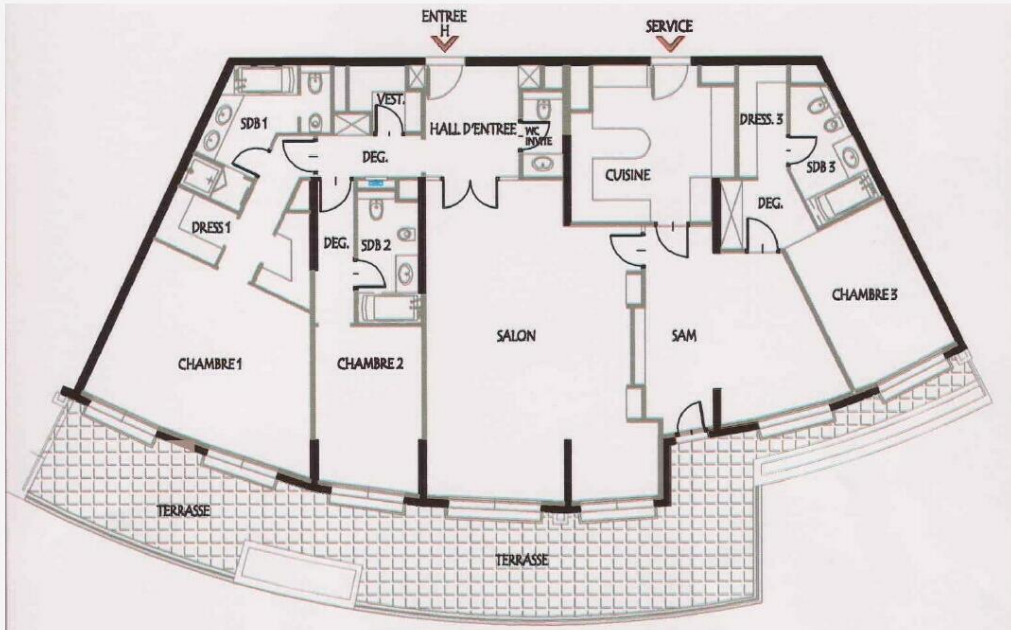 ENTREE
H
SERVICE
SDB 1
VEST.
HALL D'ENTREE
WC
INVITE
DEG.
CUISINE
DRESS. 3
SDB 3
DEG.
DRESS 1
DEG.
SDB 2
CHAMBRE 1
CHAMBRE 2
SALON
SAM
CHAMBRE 3
TERRASSE
TERRASSE